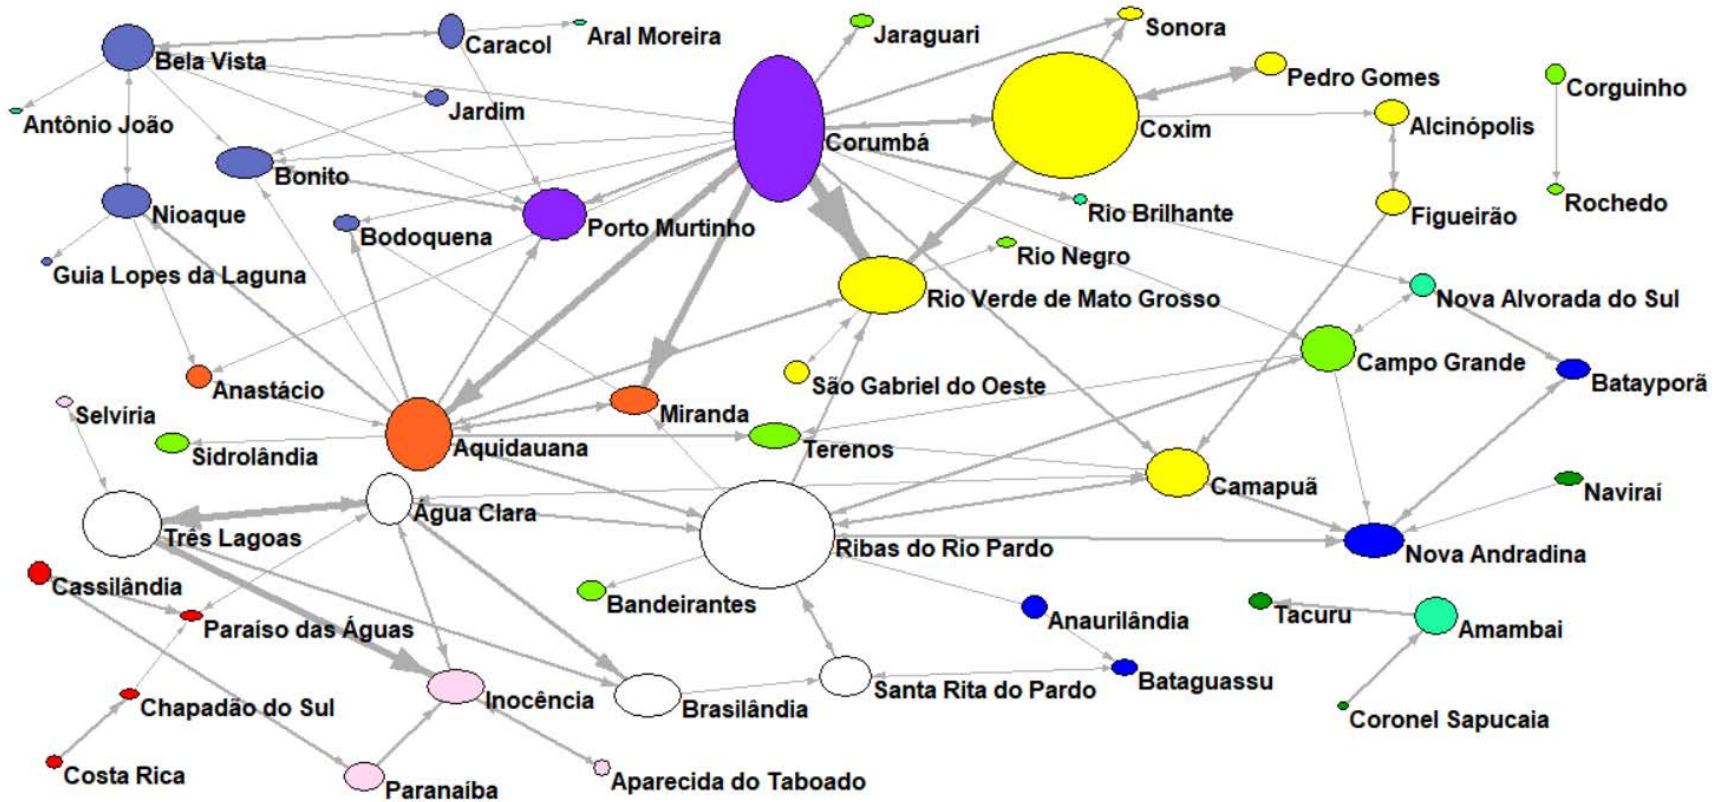 Sonora
Jaraguari
Aral Moreira
Caracol
Bela Vista
Pedro Gomes
Corguinho
Jardim
Antônio João
Corumbá
Coxim
Alcinópolis
Bonito
Rochedo
Nioaque
Rio Brilhante
Figueirão
Porto Murtinho
Bodoquena
Rio Negro
Guia Lopes da Laguna
Rio Verde de Mato Grosso
Nova Alvorada do Sul
Campo Grande
Anastácio
São Gabriel do Oeste
Batayporã
Selvíria
Miranda
Sidrolândia
Aquidauana
Terenos
Camapuã
Naviraí
Água Clara
Três Lagoas
Ribas do Rio Pardo
Nova Andradina
Cassilândia
Bandeirantes
Anaurilândia
Tacuru
Paraíso das Águas
Amambai
Bataguassu
Santa Rita do Pardo
Inocência
Brasilândia
Chapadão do Sul
Coronel Sapucaia
Costa Rica
Paranaíba
Aparecida do Taboado